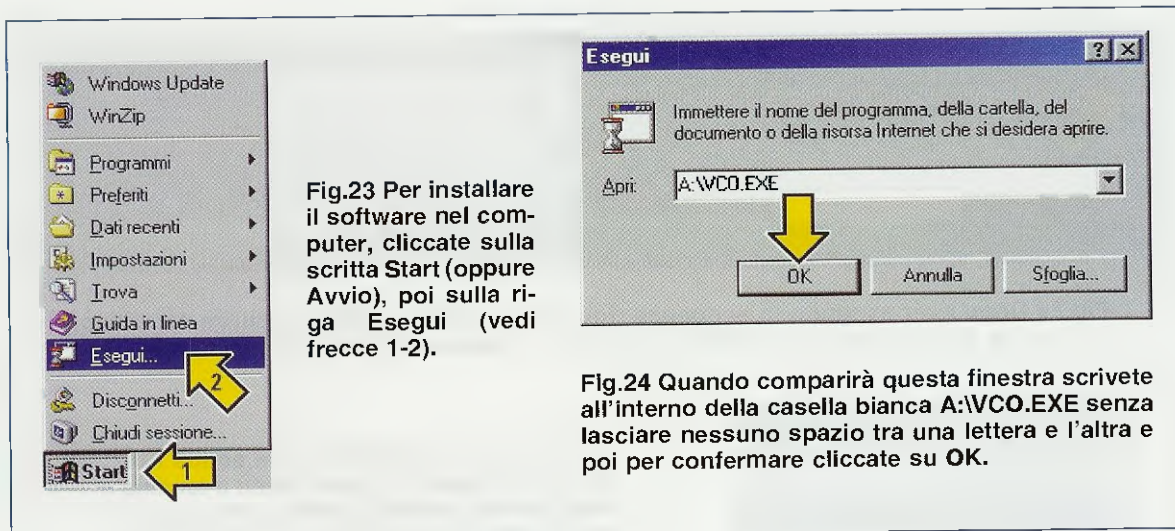 Windows Update
WinZip
Programmi
Preferiti
Dati recenti
Impostazioni
Trova
Guida in linea
Esegui...
2
Disconnetti...
Chiudi sessione...
Start
1
Fig.23 Per installare
il software nel com-
puter, cliccate sulla
scritta Start (oppure
Avvio), poi sulla ri-
ga Esegui (vedi
frecce 1-2).
Esegui
Immettere il nome del programma, della cartella, del
documento o della risorsa Internet che si desidera aprire.
Apri: A:\VCO.EXE
OK Annulla Sfoglia...
Fig.24 Quando comparirà questa finestra scrivete
all'interno della casella bianca A:\VCO.EXE senza
lasciare nessuno spazio tra una lettera e l'altra e
poi per confermare cliccate su OK.